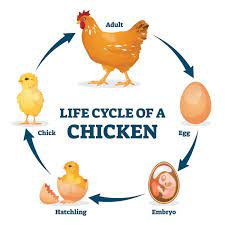 Adult
LIFE CYCLE OF A
CHICKEN
Chick
Egg
Hatchling
Embryo